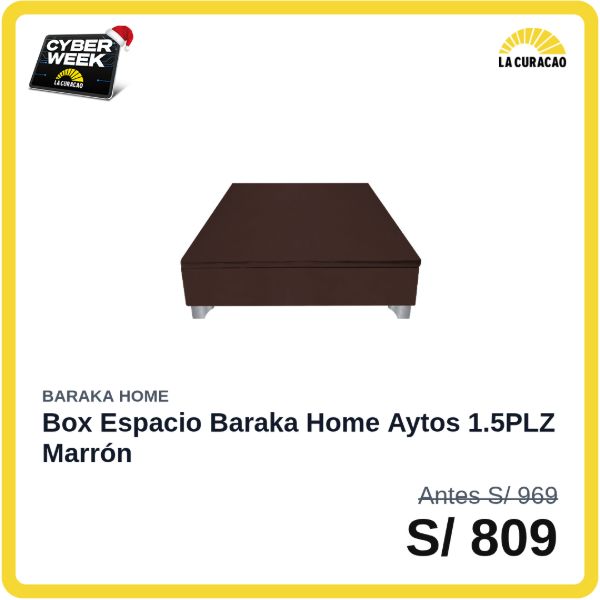 CYBER
WEEK
LA CURACAO
LA CURACAO
BARAKA HOME
Box Espacio Baraka Home Aytos 1.5PLZ
Marrón
Antes S/ 969
S/ 809